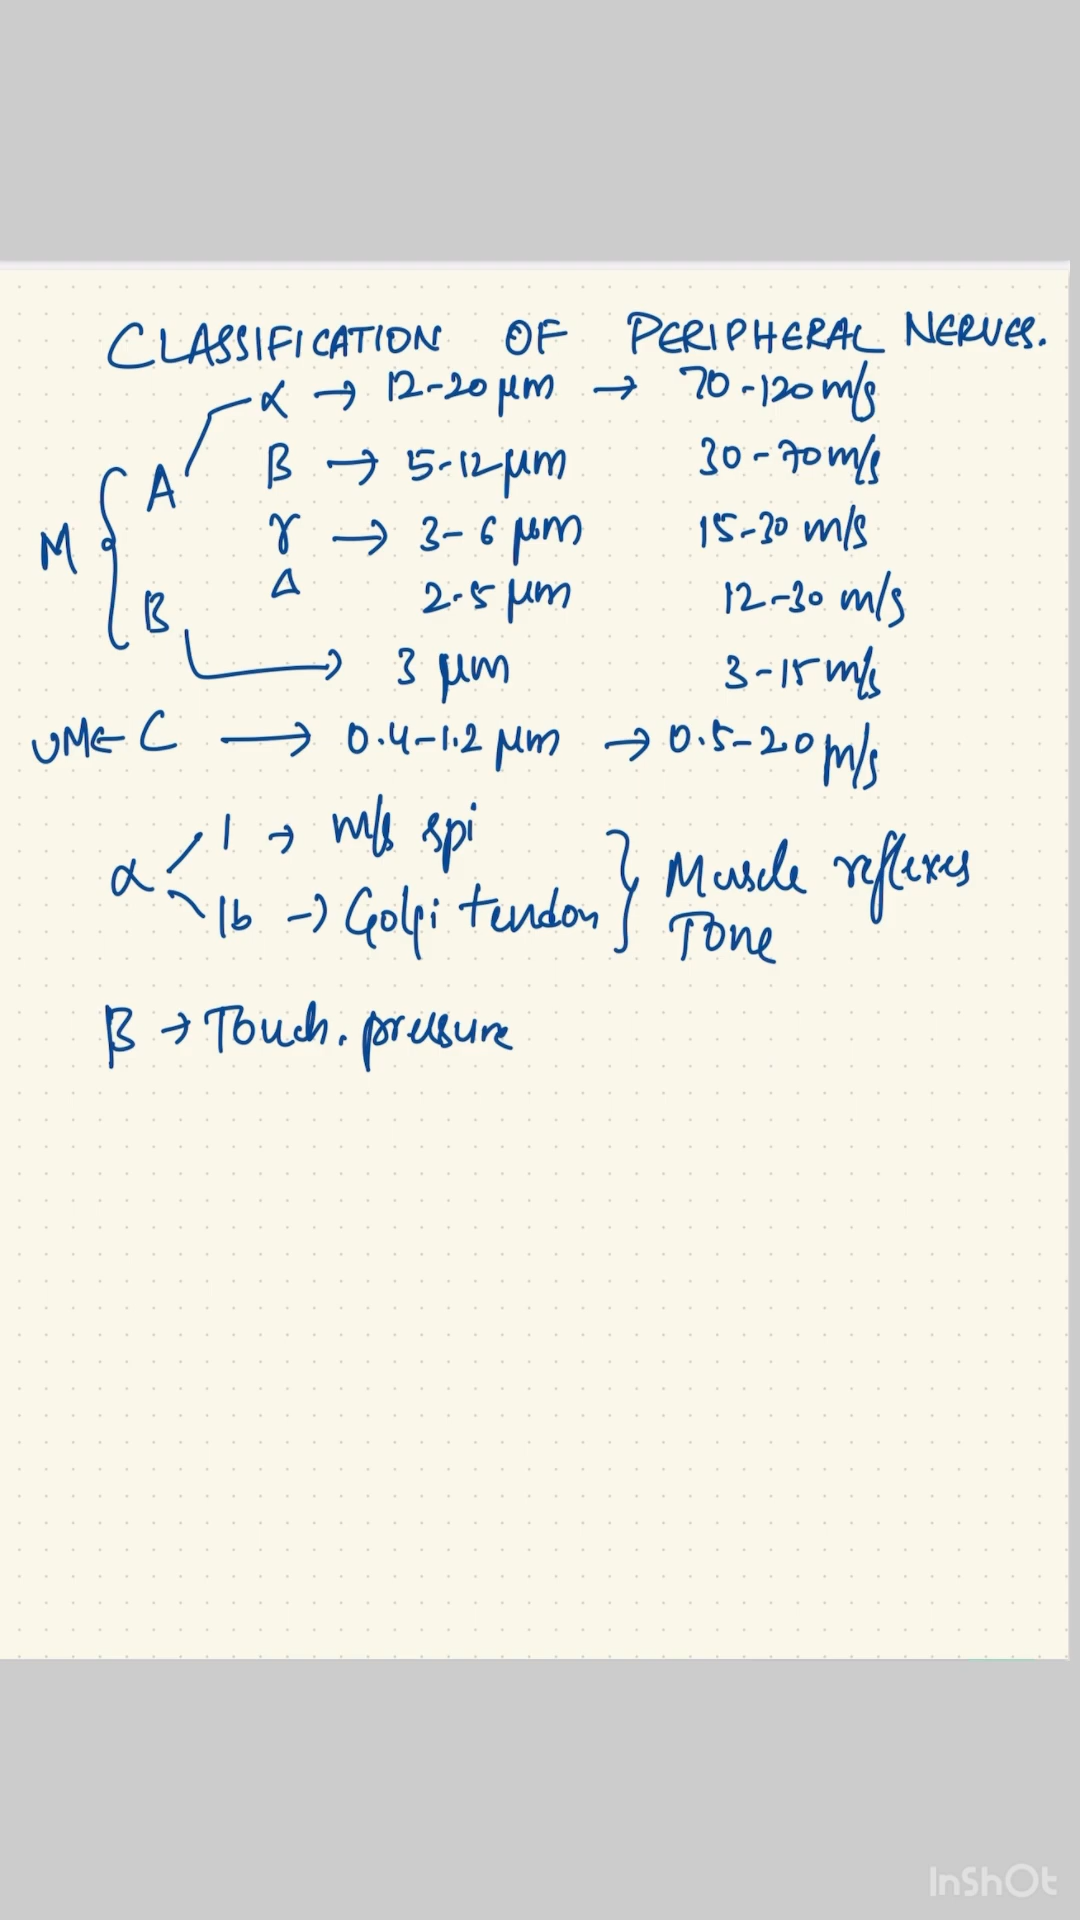 CLASSIFICATION OF PERIPHERAL NERVES.
α → 12-20 μm → 70-120 m/s
A β → 5-12 μm 30-70 m/s
M γ → 3-6 μm 15-30 m/s
Δ 2-5 μm 12-30 m/s
B → 3 μm 3-15 m/s
UM ← C → 0.4-1.2 μm → 0.5-2.0 m/s
α 1 → m/s spi
1b → Golgi tendon } Muscle reflexes
Tone
β → Touch. pressure
InShOt